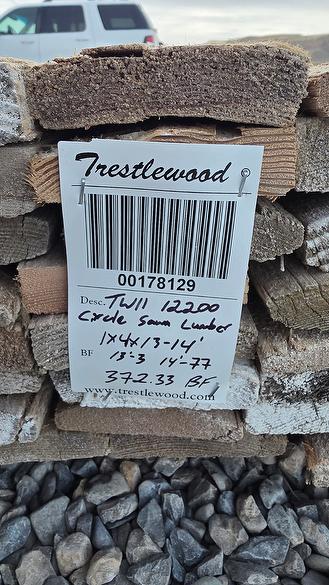 Trestlewood
00178129
Desc. TWII 12200
Cxcle Sawn Lumber
1x4x13-14'
BF 13'-3 14'-77
372.33 BF
www.trestlewood.com